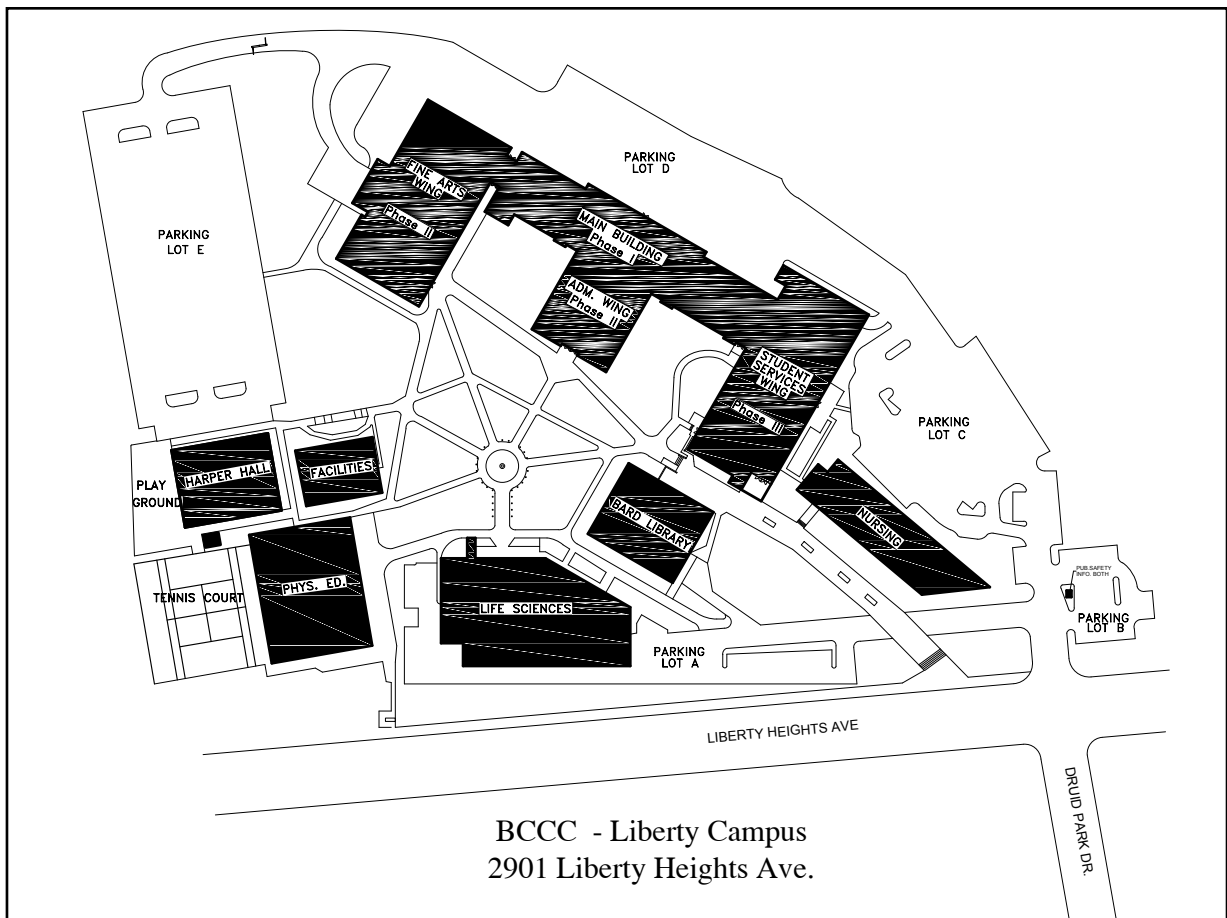 PARKING
LOT D
FINE ARTS
WING
Phase II
MAIN BUILDING
Phase I
PARKING
LOT E
ADM. WING
Phase II
STUDENT
SERVICES
WING
Phase III
PARKING
LOT C
HARPER HALL
FACILITIES
PLAY
GROUND
BARD LIBRARY
NURSING
PUB.SAFETY
INFO. BOTH
PHYS. ED.
TENNIS COURT
LIFE SCIENCES
PARKING
LOT B
PARKING
LOT A
LIBERTY HEIGHTS AVE
DRUID PARK DR.
BCCC - Liberty Campus
2901 Liberty Heights Ave.